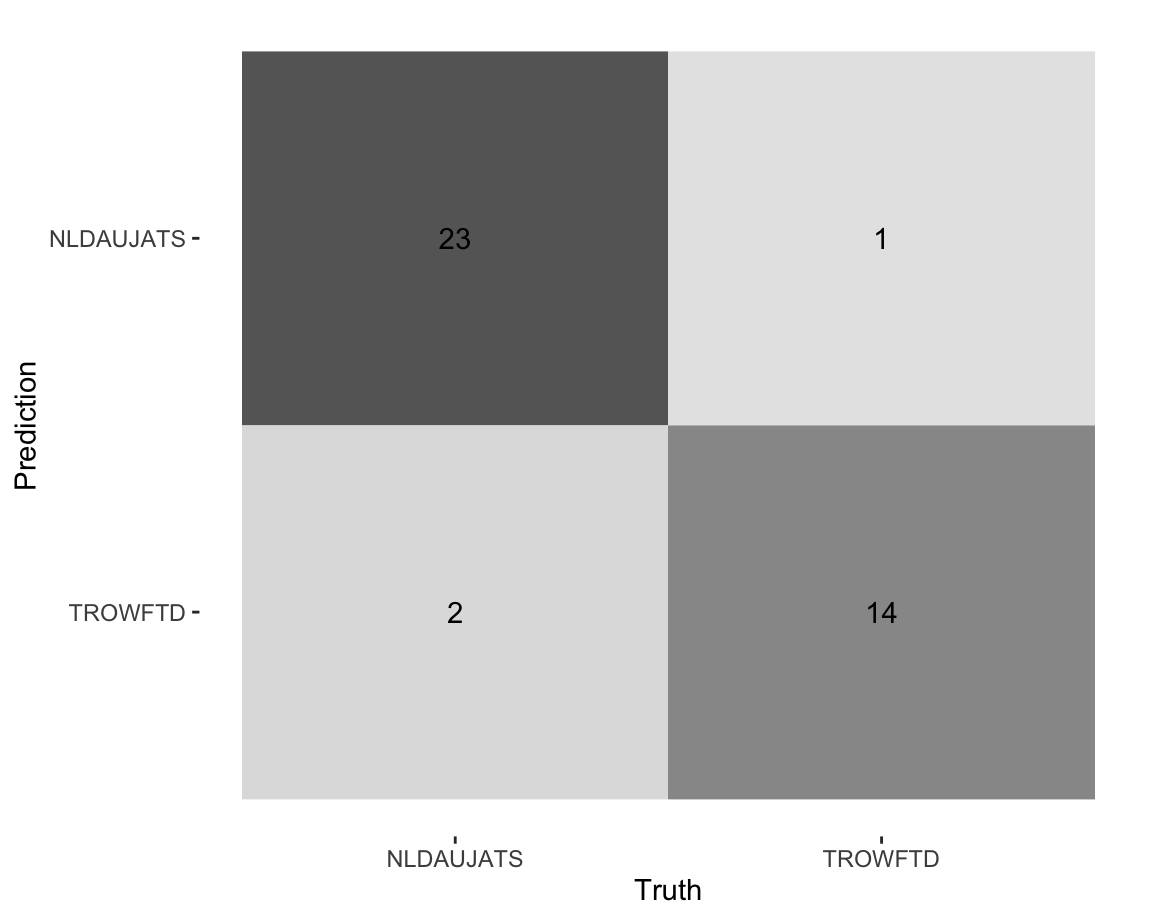 NLDAUJATS
23
1
Prediction
TROWFTD
2
14
NLDAUJATS
TROWFTD
Truth